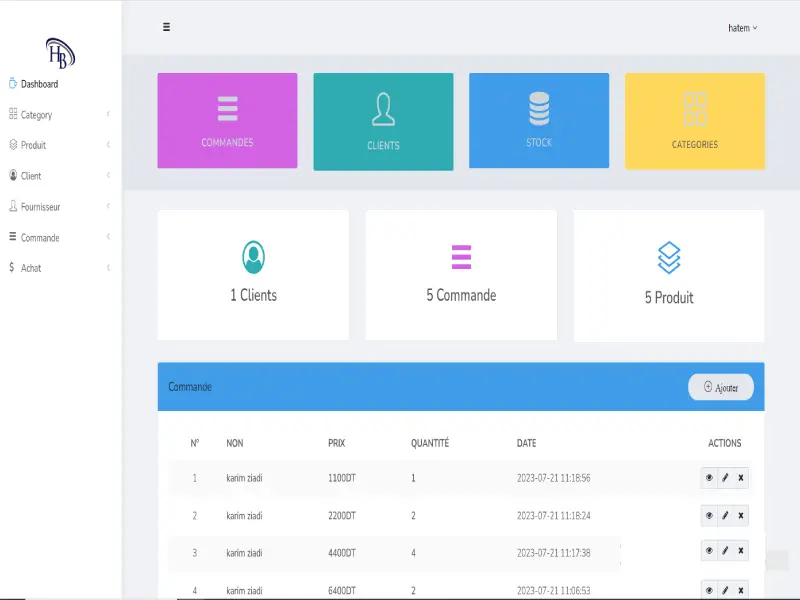 HB
hatem
Dashboard
Category
Produit
Client
Fournisseur
Commande
$ Achat
COMMANDES
CLIENTS
STOCK
CATEGORIES
1 Clients
5 Commande
5 Produit
Commande
Ajouter
N° NON PRIX QUANTITÉ DATE ACTIONS
1 karim ziadi 1100DT 1 2023-07-21 11:18:56
2 karim ziadi 2200DT 2 2023-07-21 11:18:24
3 karim ziadi 4400DT 4 2023-07-21 11:17:38
4 karim ziadi 6400DT 2 2023-07-21 11:06:53